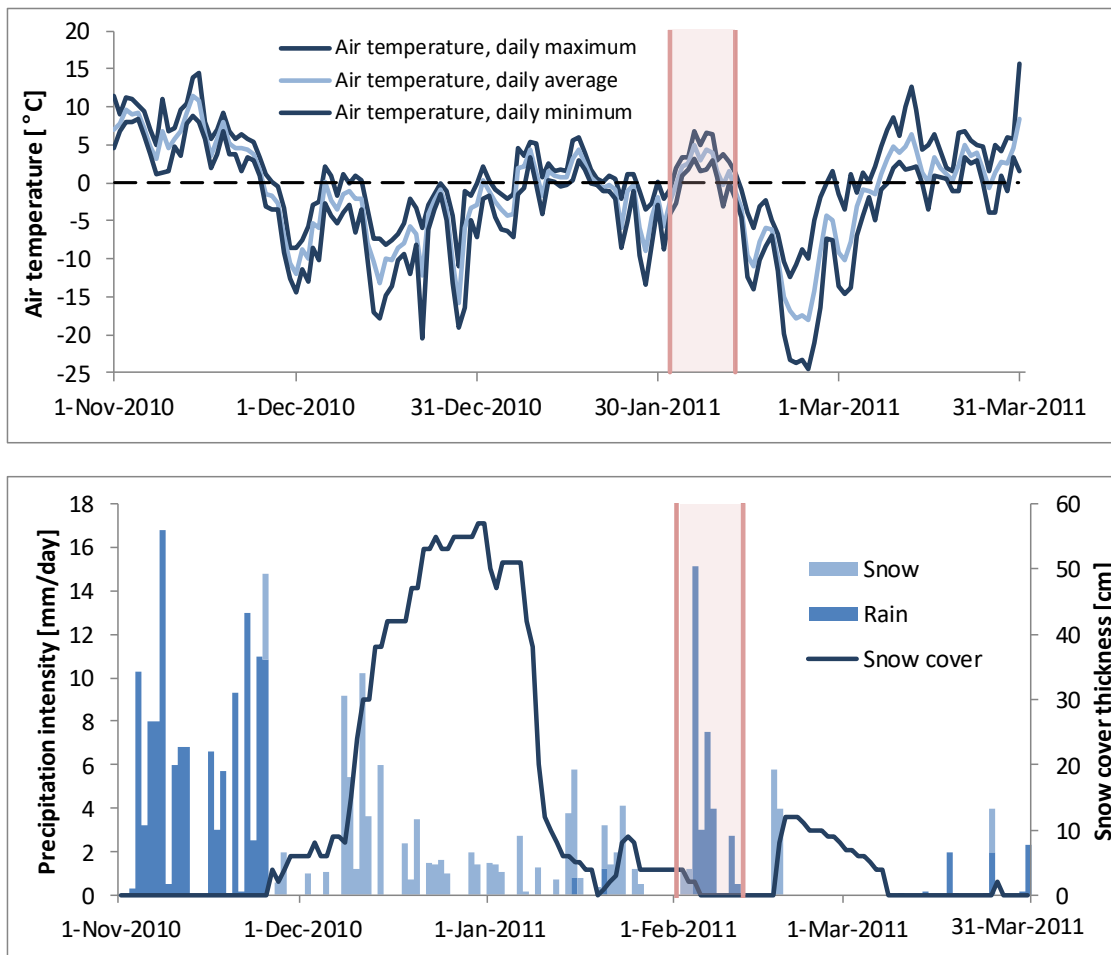 20
15
10
5
0
-5
-10
-15
-20
-25
Air temperature [°C]
Air temperature, daily maximum
Air temperature, daily average
Air temperature, daily minimum
1-Nov-2010 1-Dec-2010 31-Dec-2010 30-Jan-2011 1-Mar-2011 31-Mar-2011
18
16
14
12
10
8
6
4
2
0
Precipitation intensity [mm/day]
Snow
Rain
Snow cover
60
50
40
30
20
10
0
Snow cover thickness [cm]
1-Nov-2010 1-Dec-2010 1-Jan-2011 1-Feb-2011 1-Mar-2011 31-Mar-2011